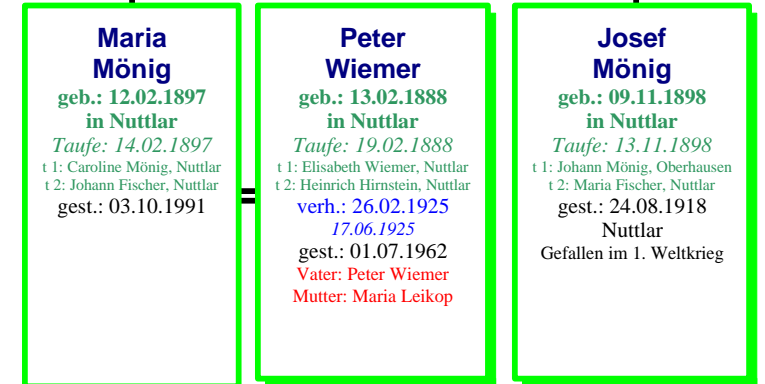 Maria
Mönig
geb.: 12.02.1897
in Nuttlar
Taufe: 14.02.1897
t 1: Caroline Mönig, Nuttlar
t 2: Johann Fischer, Nuttlar
gest.: 03.10.1991
=
Peter
Wiemer
geb.: 13.02.1888
in Nuttlar
Taufe: 19.02.1888
t 1: Elisabeth Wiemer, Nuttlar
t 2: Heinrich Hirnstein, Nuttlar
verh.: 26.02.1925
17.06.1925
gest.: 01.07.1962
Vater: Peter Wiemer
Mutter: Maria Leikop
Josef
Mönig
geb.: 09.11.1898
in Nuttlar
Taufe: 13.11.1898
t 1: Johann Mönig, Oberhausen
t 2: Maria Fischer, Nuttlar
gest.: 24.08.1918
Nuttlar
Gefallen im 1. Weltkrieg